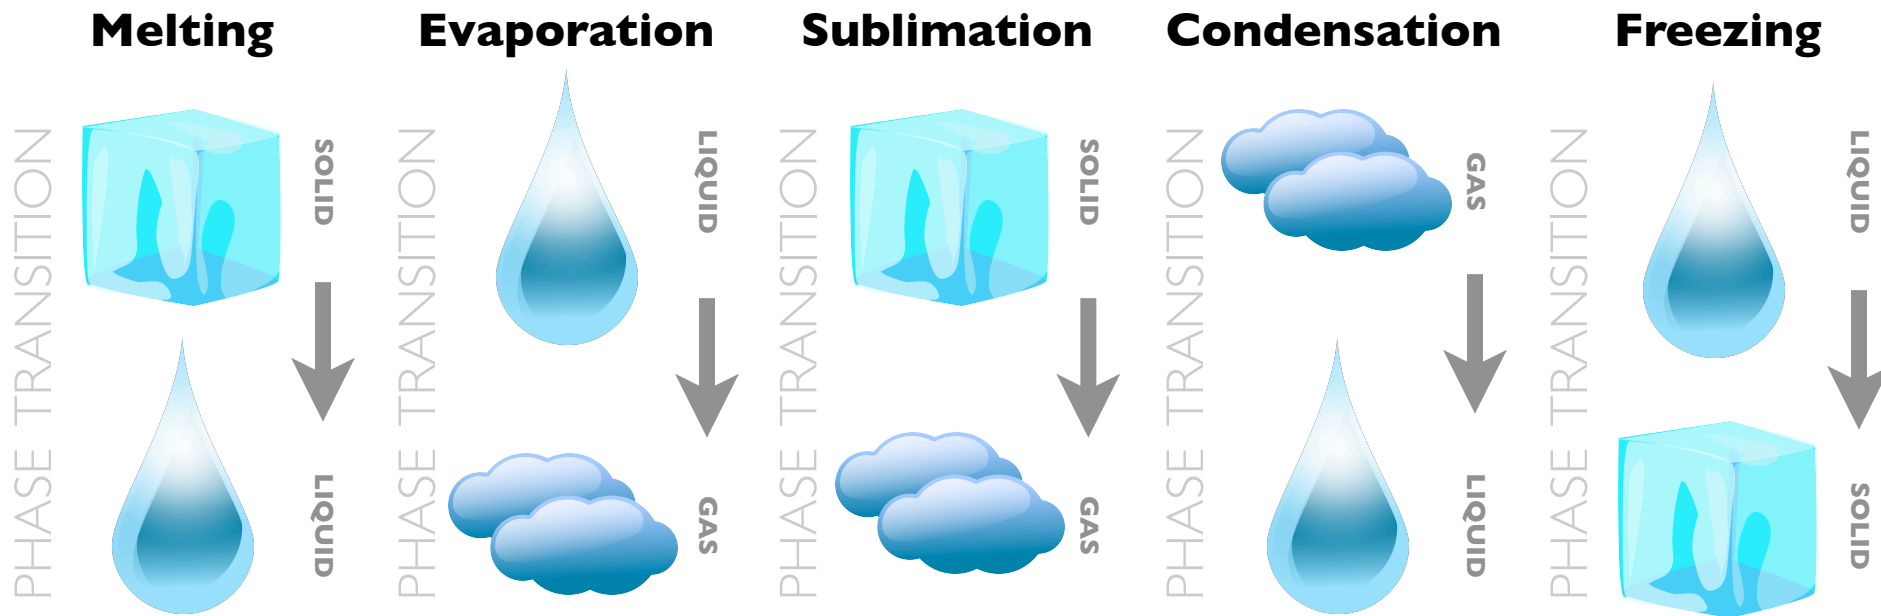 Melting
PHASE TRANSITION
SOLID
LIQUID
Evaporation
PHASE TRANSITION
LIQUID
GAS
Sublimation
PHASE TRANSITION
SOLID
GAS
Condensation
PHASE TRANSITION
GAS
LIQUID
Freezing
PHASE TRANSITION
LIQUID
SOLID